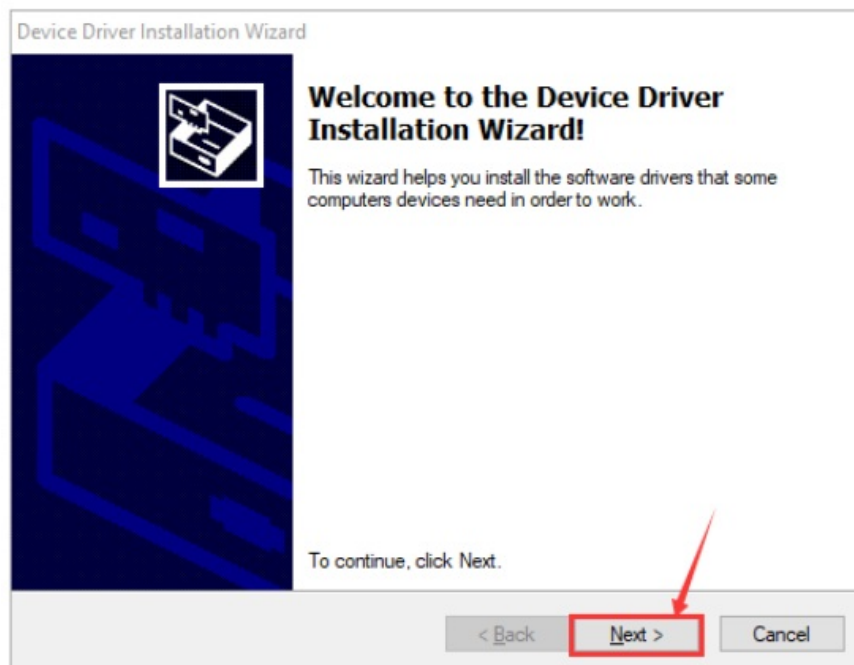 Device Driver Installation Wizard
Welcome to the Device Driver
Installation Wizard!
This wizard helps you install the software drivers that some
computers devices need in order to work.
To continue, click Next.
< Back
Next >
Cancel